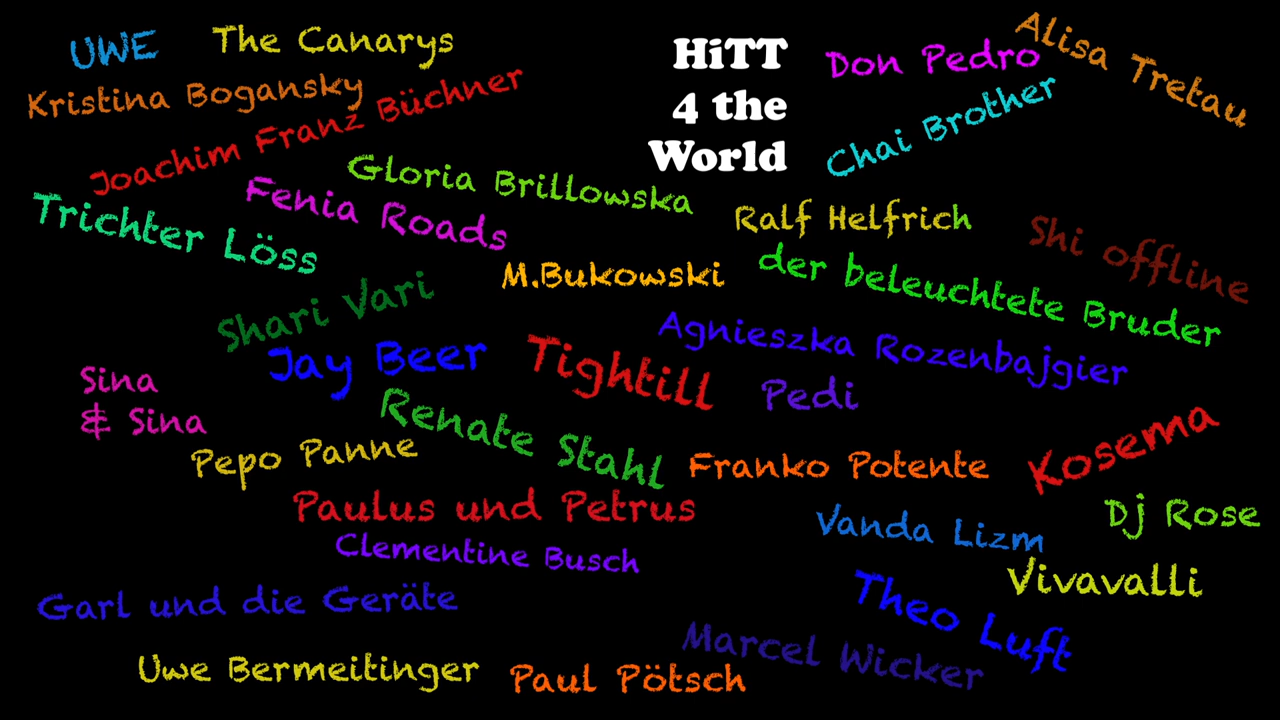 UWE
The Canarys
HiTT
4 the
World
Don Pedro
Alisa Tretau
Kristina Bogansky
Joachim Franz Büchner
Chai Brother
Gloria Brillowska
Fenia Roads
Trichter Löss
Ralf Helfrich
Shi offline
M.Bukowski
der beleuchtete Bruder
Shari Vari
Jay Beer
Tightill
Agnieszka Rozenbajgier
Sina
& Sina
Pedi
Renate Stahl
Pepo Panne
Franko Potente
Kosema
Paulus und Petrus
Vanda Lizm
Dj Rose
Clementine Busch
Vivavalli
Garl und die Geräte
Theo Luft
Marcel Wicker
Uwe Bermeitinger
Paul Pötsch